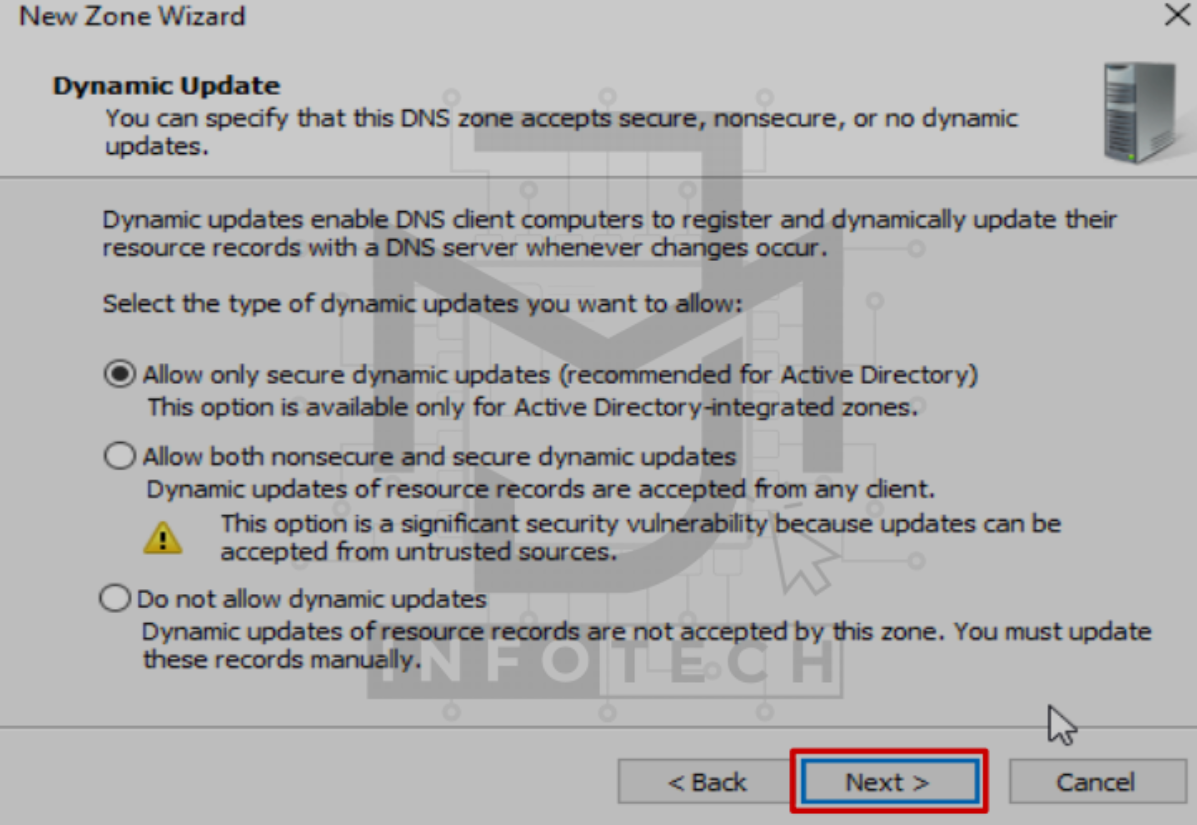 New Zone Wizard
Dynamic Update
You can specify that this DNS zone accepts secure, nonsecure, or no dynamic
updates.
Dynamic updates enable DNS client computers to register and dynamically update their
resource records with a DNS server whenever changes occur.
Select the type of dynamic updates you want to allow:
Allow only secure dynamic updates (recommended for Active Directory)
This option is available only for Active Directory-integrated zones.
Allow both nonsecure and secure dynamic updates
Dynamic updates of resource records are accepted from any client.
This option is a significant security vulnerability because updates can be
accepted from untrusted sources.
Do not allow dynamic updates
Dynamic updates of resource records are not accepted by this zone. You must update
these records manually.
INFOTECH
< Back Next > Cancel